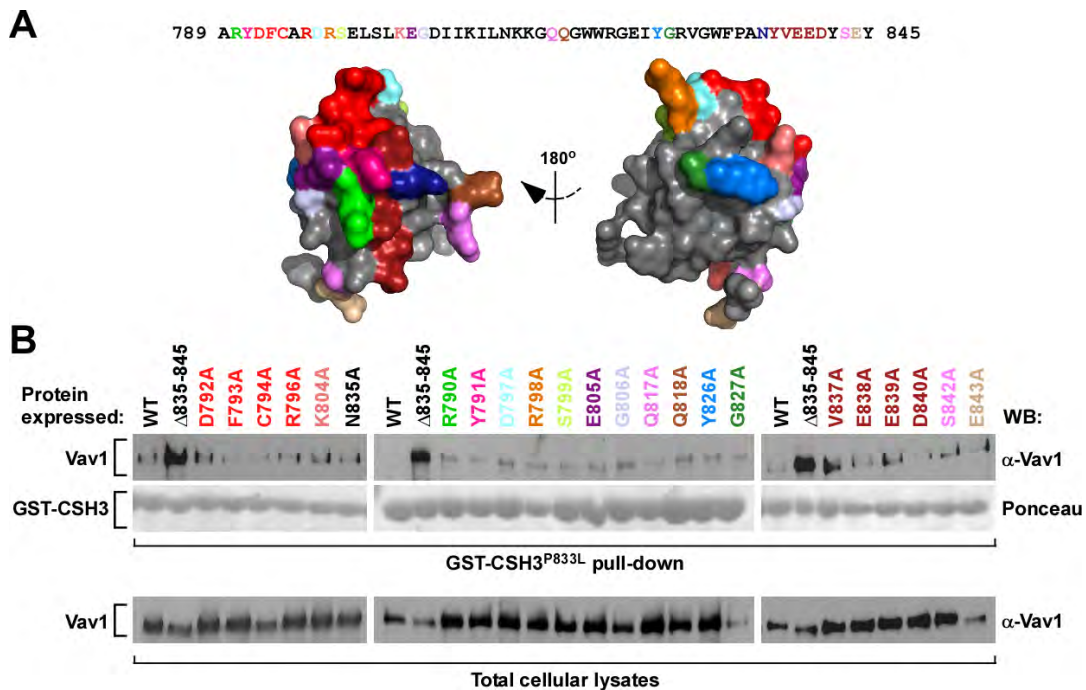 A
789 ARYDFCARDRSELSLKEGDIIKILNKKGQQGWWRGEIYGRVGWFPANYVEEDYSEY 845
180º
B
Protein expressed:
WT Δ835-845 D792A F793A C794A R796A K804A N835A
WT Δ835-845 R790A Y791A D797A R798A S799A E805A G806A Q817A Q818A Y826A G827A
WT Δ835-845 V837A E838A E839A D840A S842A E843A
WB:
Vav1 α-Vav1
GST-CSH3 Ponceau
GST-CSH3P833L pull-down
Vav1 α-Vav1
Total cellular lysates